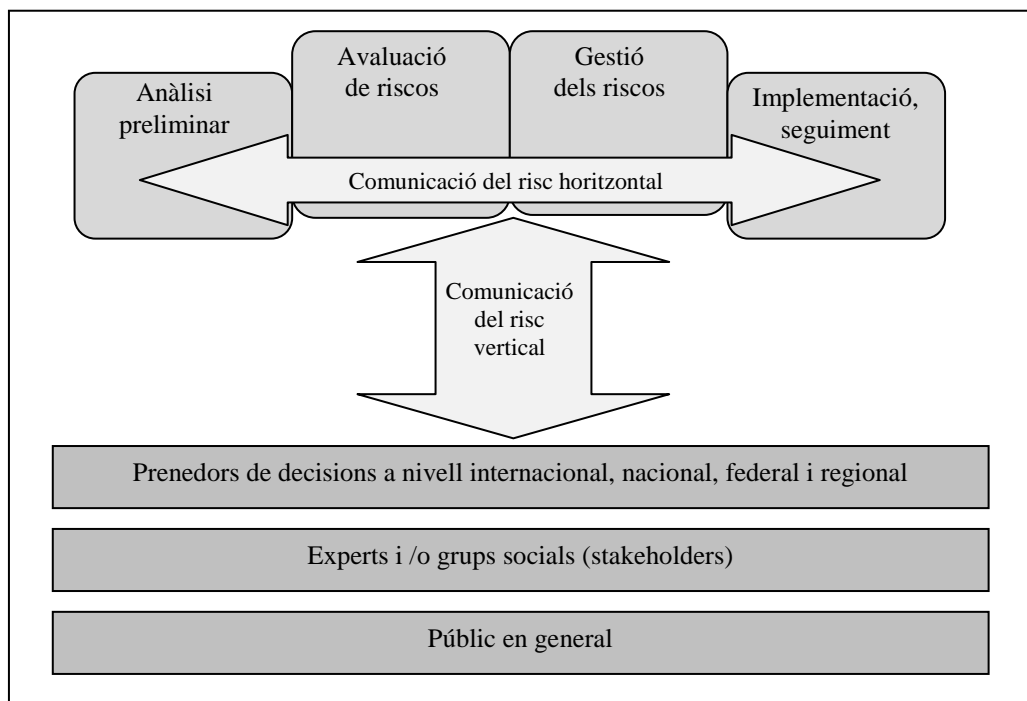 Anàlisi
preliminar
Avaluació
de riscos
Gestió
dels riscos
Implementació,
seguiment
Comunicació del risc horitzontal
Comunicació
del risc
vertical
Prenedors de decisions a nivell internacional, nacional, federal i regional
Experts i /o grups socials (stakeholders)
Públic en general